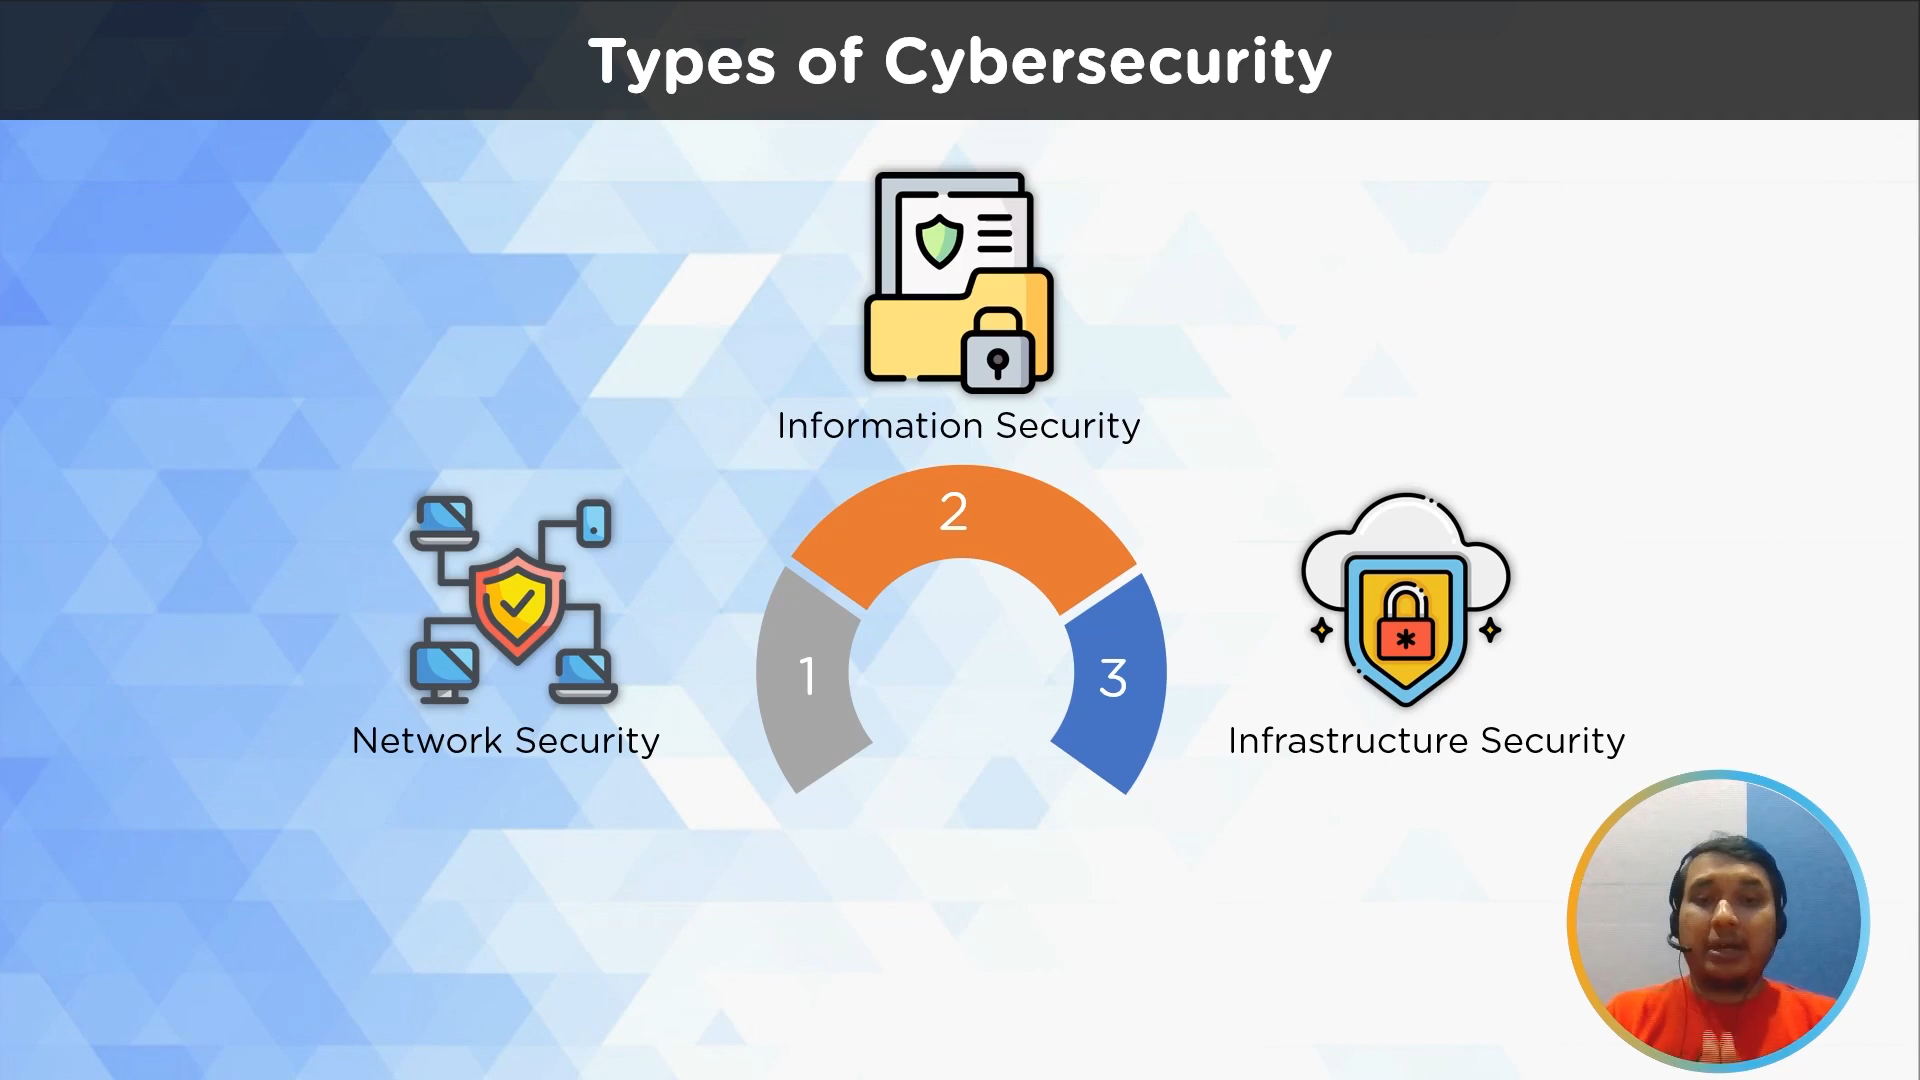 Types of Cybersecurity
Information Security
2
1
3
Network Security
Infrastructure Security